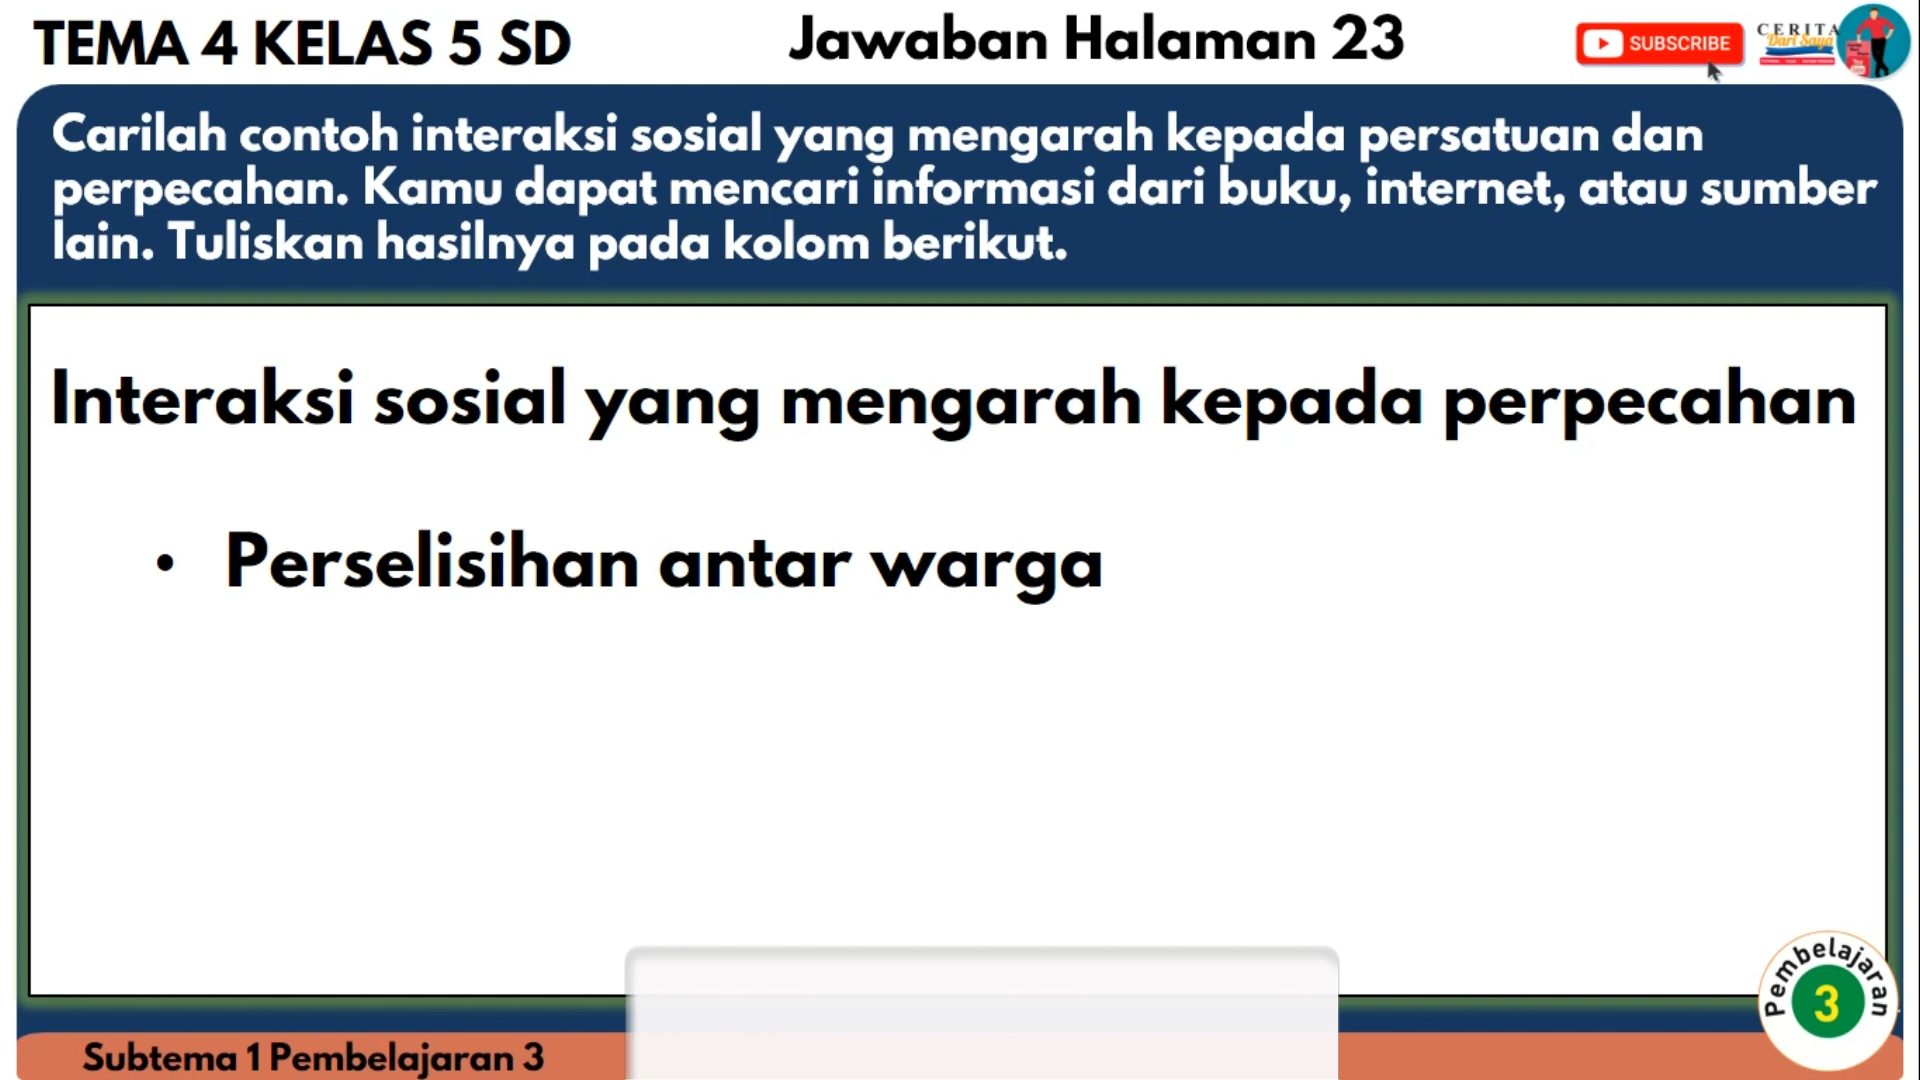 TEMA 4 KELAS 5 SD
Jawaban Halaman 23
SUBSCRIBE
CERITA
Dari Saya
Carilah contoh interaksi sosial yang mengarah kepada persatuan dan
perpecahan. Kamu dapat mencari informasi dari buku, internet, atau sumber
lain. Tuliskan hasilnya pada kolom berikut.
Interaksi sosial yang mengarah kepada perpecahan
• Perselisihan antar warga
Pembelajaran
3
Subtema 1 Pembelajaran 3